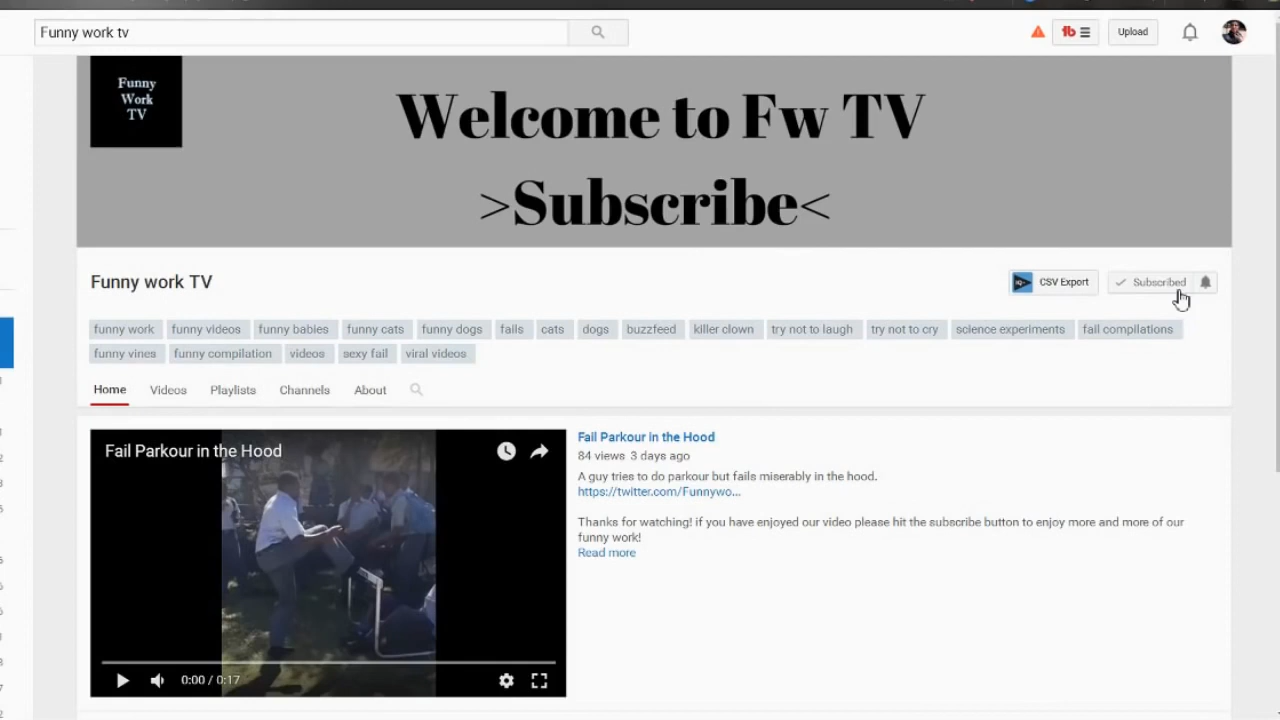 Funny work tv
Upload
Funny
Work
TV
Welcome to Fw TV
>Subscribe<
Funny work TV
CSV Export
Subscribed
funny work funny videos funny babies funny cats funny dogs fails cats dogs buzzfeed killer clown try not to laugh try not to cry science experiments fail compilations
funny vines funny compilation videos sexy fail viral videos
Home Videos Playlists Channels About
Fail Parkour in the Hood
Fail Parkour in the Hood
84 views 3 days ago
A guy tries to do parkour but fails miserably in the hood.
https://twitter.com/Funnywo...
Thanks for watching! if you have enjoyed our video please hit the subscribe button to enjoy more and more of our
funny work!
Read more
0:00 / 0:17